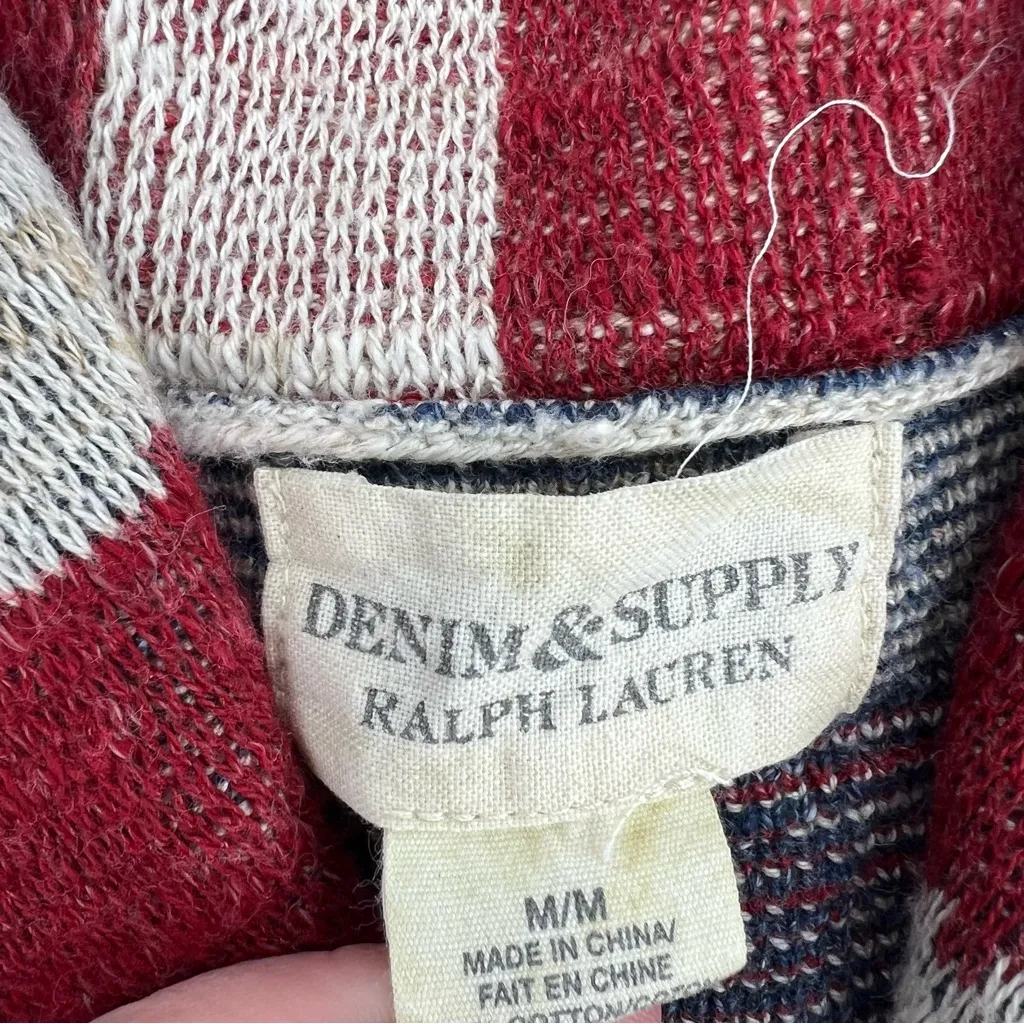 DENIM & SUPPLY
RALPH LAUREN
M/M
MADE IN CHINA/
FAIT EN CHINE